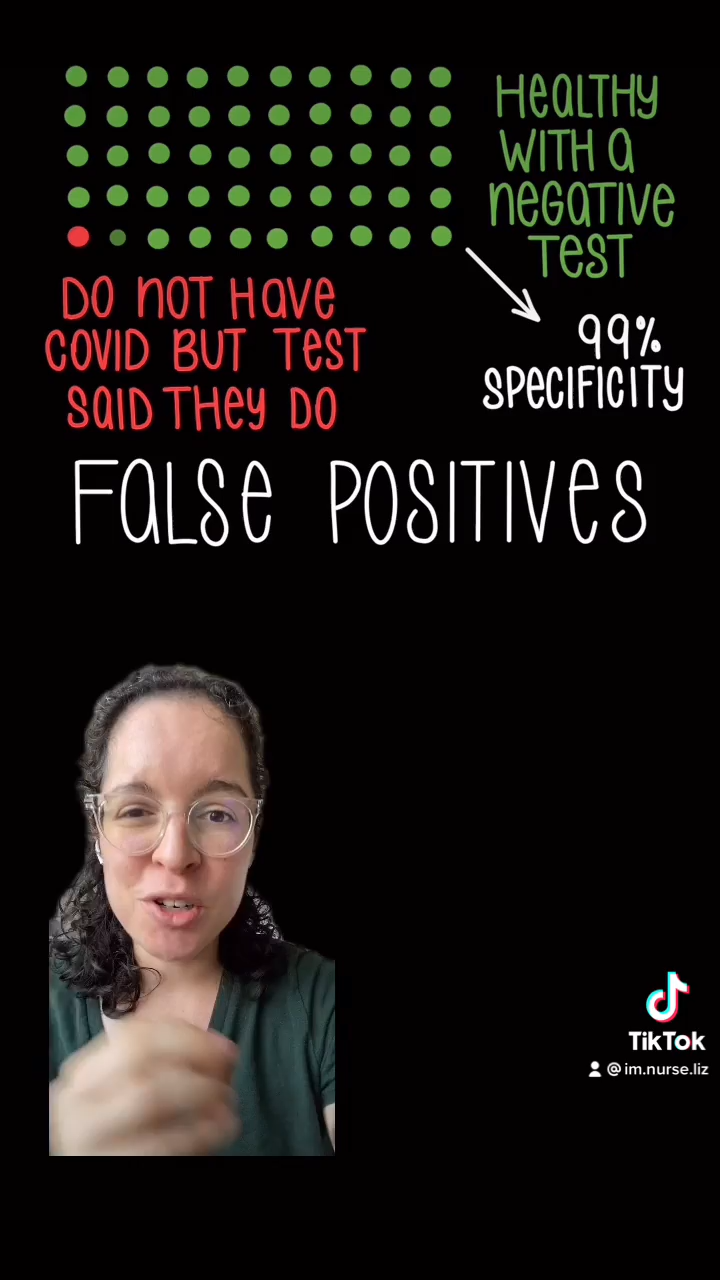 HEALTHY
WITH A
NEGATIVE
TEST
DO NOT HAVE
COVID BUT TEST
SAID THEY DO
99%
SPECIFICITY
FALSE POSITIVES
TikTok
@im.nurse.liz